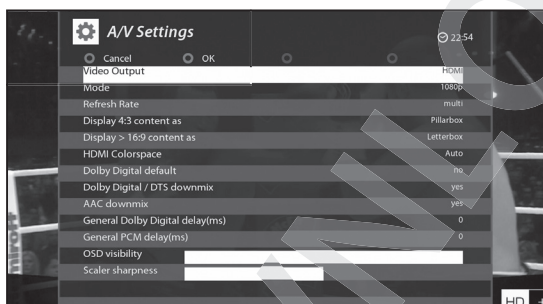 A/V Settings
22:54
Cancel OK
Video Output HDMI
Mode 1080p
Refresh Rate multi
Display 4:3 content as Pillarbox
Display > 16:9 content as Letterbox
HDMI Colorspace Auto
Dolby Digital default no
Dolby Digital / DTS downmix yes
AAC downmix yes
General Dolby Digital delay(ms) 0
General PCM delay(ms) 0
OSD visibility
Scaler sharpness
HD